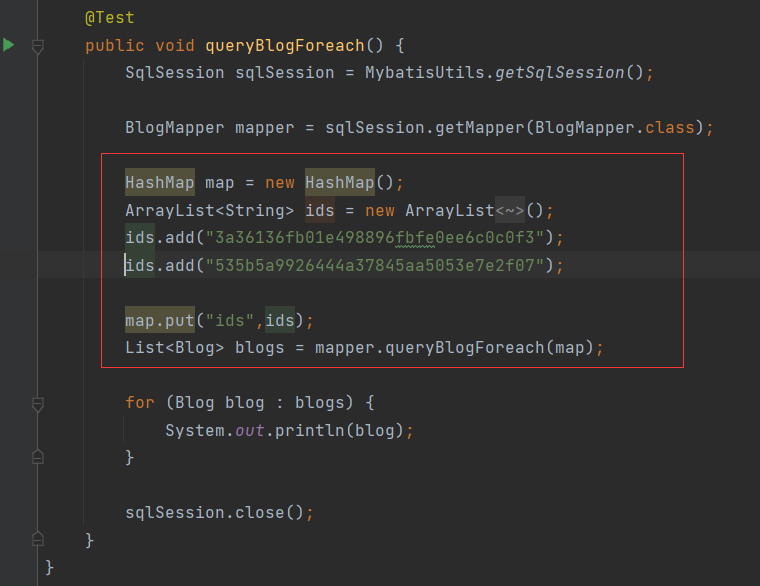 @Test
public void queryBlogForeach() {
SqlSession sqlSession = MybatisUtils.getSqlSession();
BlogMapper mapper = sqlSession.getMapper(BlogMapper.class);
HashMap map = new HashMap();
ArrayList<String> ids = new ArrayList<~>();
ids.add("3a36136fb01e498896fbfe0ee6c0c0f3");
ids.add("535b5a9926444a37845aa5053e7e2f07");
map.put("ids",ids);
List<Blog> blogs = mapper.queryBlogForeach(map);
for (Blog blog : blogs) {
System.out.println(blog);
}
sqlSession.close();
}
}